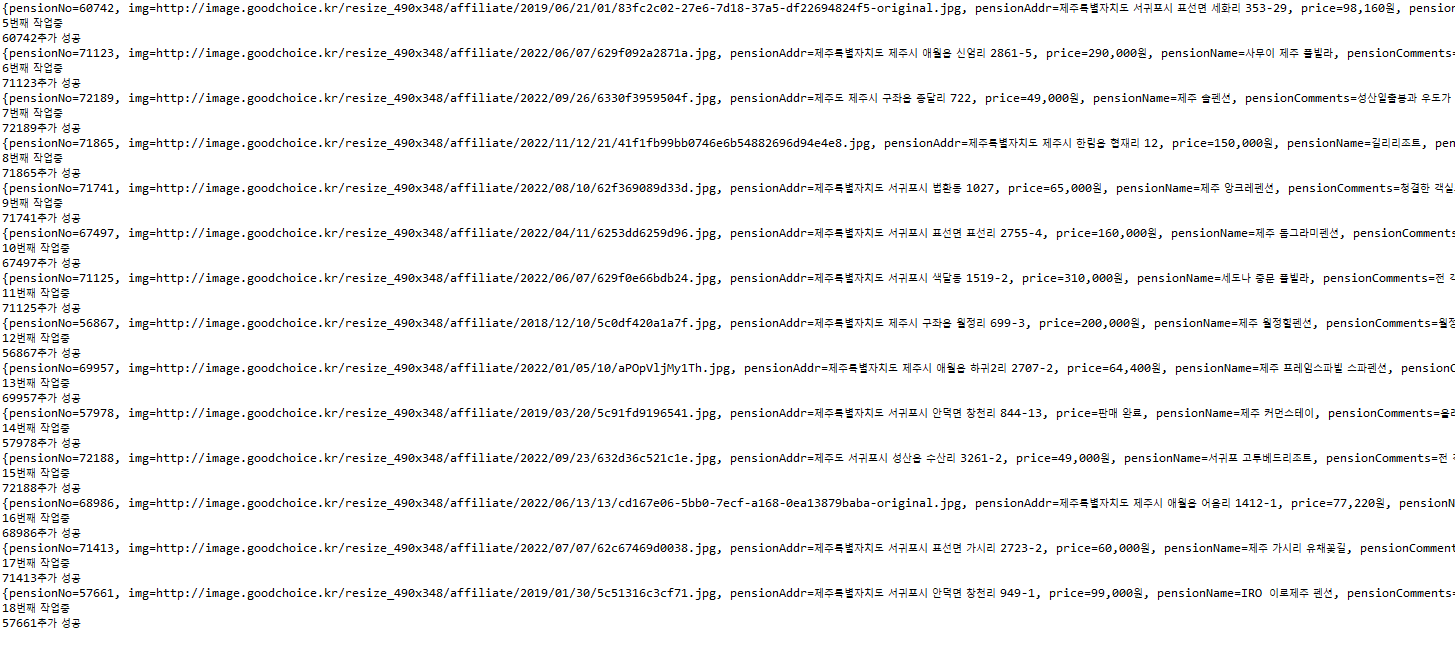 {pensionNo=60742, img=http://image.goodchoice.kr/resize_490x348/affiliate/2019/06/21/01/83fc2c02-27e6-7d18-37a5-df22694824f5-original.jpg, pensionAddr=제주특별자치도 서귀포시 표선면 세화리 353-29, price=98,160원, pension
5번째 작업중
60742추가 성공
{pensionNo=71123, img=http://image.goodchoice.kr/resize_490x348/affiliate/2022/06/07/629f092a2871a.jpg, pensionAddr=제주특별자치도 제주시 애월읍 신엄리 2861-5, price=290,000원, pensionName=사무이 제주 풀빌라, pensionComments=
6번째 작업중
71123추가 성공
{pensionNo=72189, img=http://image.goodchoice.kr/resize_490x348/affiliate/2022/09/26/6330f3959504f.jpg, pensionAddr=제주도 제주시 구좌읍 종달리 722, price=49,000원, pensionName=제주 솔펜션, pensionComments=성산일출봉과 우도가
7번째 작업중
72189추가 성공
{pensionNo=71865, img=http://image.goodchoice.kr/resize_490x348/affiliate/2022/11/12/21/41f1fb99bb0746e6b54882696d94e4e8.jpg, pensionAddr=제주특별자치도 제주시 한림읍 협재리 12, price=150,000원, pensionName=길리리조트, pen
8번째 작업중
71865추가 성공
{pensionNo=71741, img=http://image.goodchoice.kr/resize_490x348/affiliate/2022/08/10/62f369089d33d.jpg, pensionAddr=제주특별자치도 서귀포시 법환동 1027, price=65,000원, pensionName=제주 앙크레펜션, pensionComments=청결한 객실
9번째 작업중
71741추가 성공
{pensionNo=67497, img=http://image.goodchoice.kr/resize_490x348/affiliate/2022/04/11/6253dd6259d96.jpg, pensionAddr=제주특별자치도 서귀포시 표선면 표선리 2755-4, price=160,000원, pensionName=제주 동그라미펜션, pensionComments
10번째 작업중
67497추가 성공
{pensionNo=71125, img=http://image.goodchoice.kr/resize_490x348/affiliate/2022/06/07/629f0e66bdb24.jpg, pensionAddr=제주특별자치도 서귀포시 색달동 1519-2, price=310,000원, pensionName=세도나 중문 풀빌라, pensionComments=전
11번째 작업중
71125추가 성공
{pensionNo=56867, img=http://image.goodchoice.kr/resize_490x348/affiliate/2018/12/10/5c0df420a1a7f.jpg, pensionAddr=제주특별자치도 제주시 구좌읍 월정리 699-3, price=200,000원, pensionName=제주 월정힐펜션, pensionComments=월정
12번째 작업중
56867추가 성공
{pensionNo=69957, img=http://image.goodchoice.kr/resize_490x348/affiliate/2022/01/05/10/aPOpVljMy1Th.jpg, pensionAddr=제주특별자치도 제주시 애월읍 하귀2리 2707-2, price=64,400원, pensionName=제주 프레임스파빌 스파펜션, pensionC
13번째 작업중
69957추가 성공
{pensionNo=57978, img=http://image.goodchoice.kr/resize_490x348/affiliate/2019/03/20/5c91fd9196541.jpg, pensionAddr=제주특별자치도 서귀포시 안덕면 창천리 844-13, price=판매 완료, pensionName=제주 커먼스테이, pensionComments=올레
14번째 작업중
57978추가 성공
{pensionNo=72188, img=http://image.goodchoice.kr/resize_490x348/affiliate/2022/09/23/632d36c521c1e.jpg, pensionAddr=제주도 서귀포시 성산읍 수산리 3261-2, price=49,000원, pensionName=서귀포 고투베드리조트, pensionComments=전
15번째 작업중
72188추가 성공
{pensionNo=68986, img=http://image.goodchoice.kr/resize_490x348/affiliate/2022/06/13/13/cd167e06-5bb0-7ecf-a168-0ea13879baba-original.jpg, pensionAddr=제주특별자치도 제주시 애월읍 어음리 1412-1, price=77,220원, pensionN
16번째 작업중
68986추가 성공
{pensionNo=71413, img=http://image.goodchoice.kr/resize_490x348/affiliate/2022/07/07/62c67469d0038.jpg, pensionAddr=제주특별자치도 서귀포시 표선면 가시리 2723-2, price=60,000원, pensionName=제주 가시리 유채꽃길, pensionComment
17번째 작업중
71413추가 성공
{pensionNo=57661, img=http://image.goodchoice.kr/resize_490x348/affiliate/2019/01/30/5c51316c3cf71.jpg, pensionAddr=제주특별자치도 서귀포시 안덕면 창천리 949-1, price=99,000원, pensionName=IRO 이로제주 펜션, pensionComments=
18번째 작업중
57661추가 성공